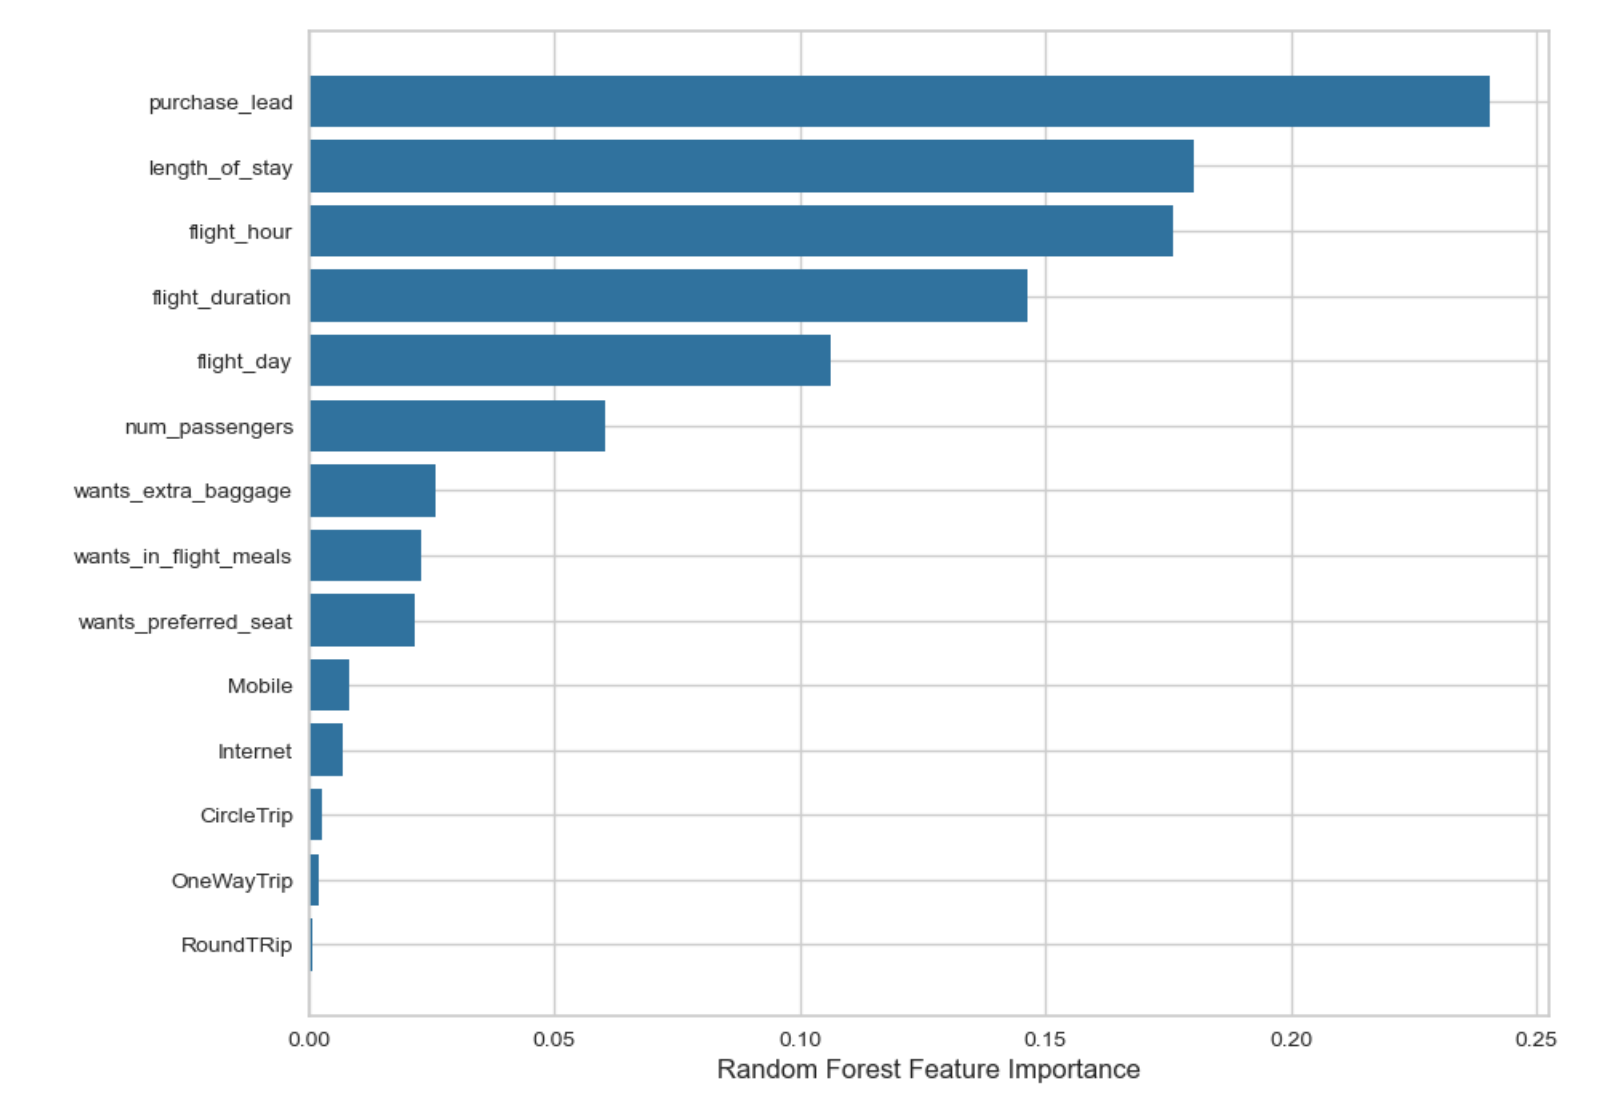 purchase_lead
length_of_stay
flight_hour
flight_duration
flight_day
num_passengers
wants_extra_baggage
wants_in_flight_meals
wants_preferred_seat
Mobile
Internet
CircleTrip
OneWayTrip
RoundTRip
0.00 0.05 0.10 0.15 0.20 0.25
Random Forest Feature Importance